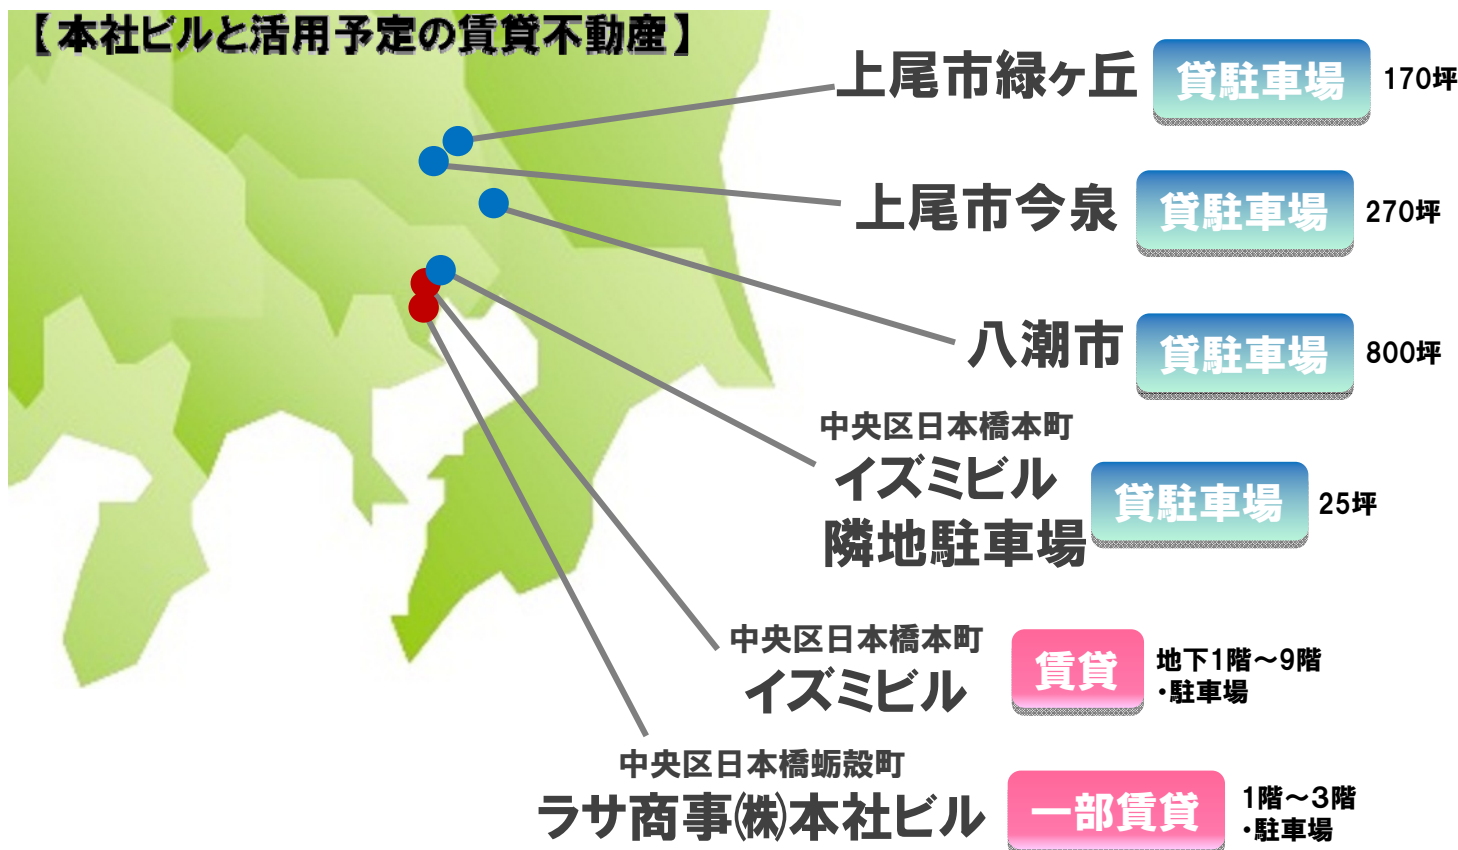 【本社ビルと活用予定の賃貸不動産】
上尾市緑ヶ丘 貸駐車場 170坪
上尾市今泉 貸駐車場 270坪
八潮市 貸駐車場 800坪
中央区日本橋本町
イズミビル
隣地駐車場 貸駐車場 25坪
中央区日本橋本町
イズミビル 賃貸 地下1階～9階
・駐車場
中央区日本橋蛎殻町
ラサ商事㈱本社ビル 一部賃貸 1階～3階
・駐車場